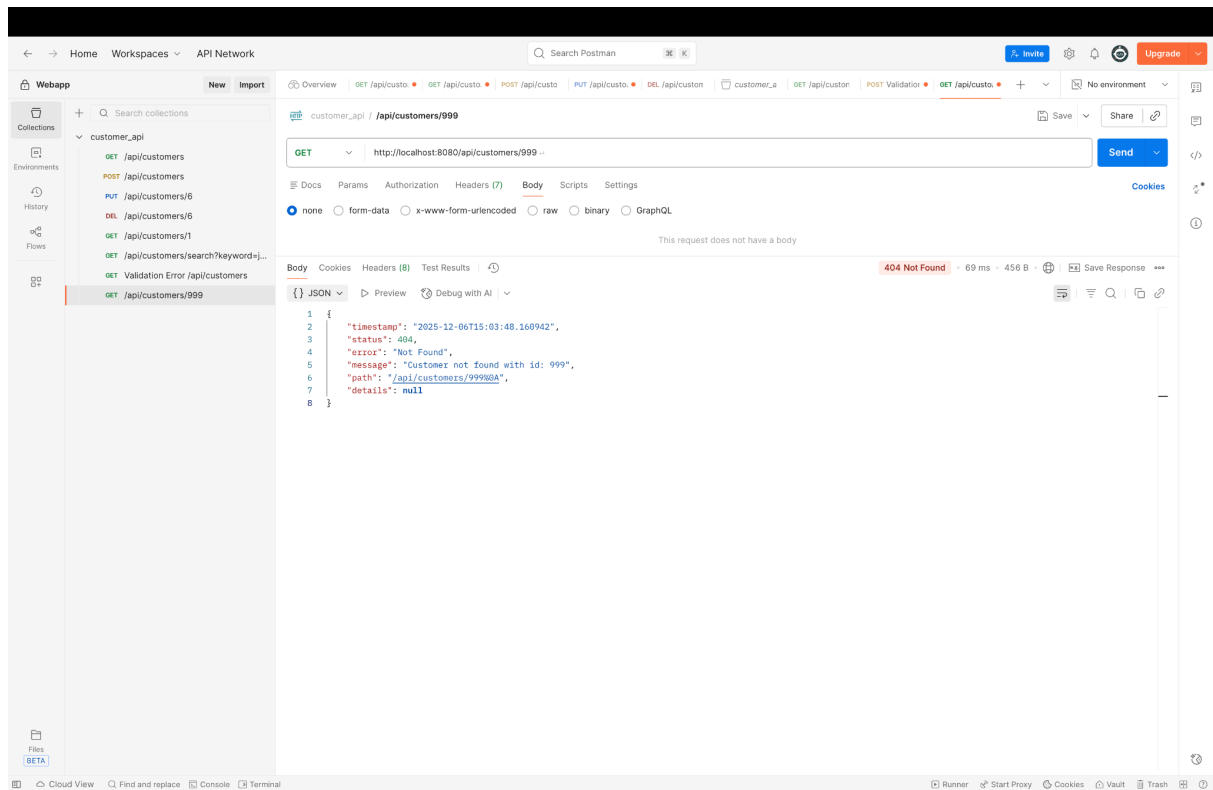 Home Workspaces API Network Search Postman ⌘ K Invite Upgrade
Webapp New Import Overview GET /api/custo. GET /api/custo. POST /api/custo PUT /api/custo. DEL /api/custon customer_a GET /api/custon POST Validation GET /api/custo. No environment
Collections
Environments
History
Flows
Files
BETA
Search collections
customer_api
GET /api/customers
POST /api/customers
PUT /api/customers/6
DEL /api/customers/6
GET /api/customers/1
GET /api/customers/search?keyword=j...
GET Validation Error /api/customers
GET /api/customers/999
HTTP customer_api / /api/customers/999 Save Share
GET http://localhost:8080/api/customers/999 Send
Docs Params Authorization Headers (7) Body Scripts Settings Cookies
none form-data x-www-form-urlencoded raw binary GraphQL
This request does not have a body
Body Cookies Headers (8) Test Results 404 Not Found 69 ms 456 B Save Response
{} JSON Preview Debug with AI
1 {
2 "timestamp": "2025-12-06T15:03:48.160942",
3 "status": 404,
4 "error": "Not Found",
5 "message": "Customer not found with id: 999",
6 "path": "/api/customers/999%0A",
7 "details": null
8 }
Cloud View Find and replace Console Terminal Runner Start Proxy Cookies Vault Trash